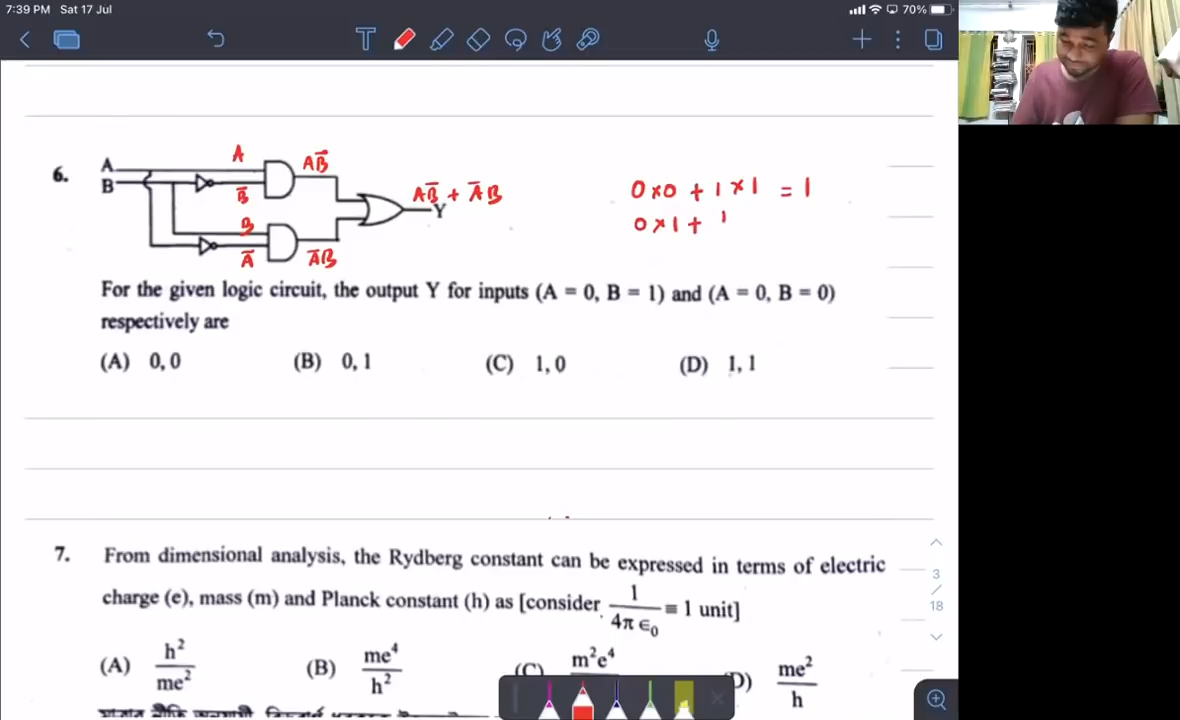 7:39 PM Sat 17 Jul 70%
T
6. A B A B̄ B Ā AB̄ ĀB AB̄ + ĀB Y
0×0 + 1×1 = 1
0×1 + 1
For the given logic circuit, the output Y for inputs (A = 0, B = 1) and (A = 0, B = 0)
respectively are
(A) 0, 0 (B) 0, 1 (C) 1, 0 (D) 1, 1
7. From dimensional analysis, the Rydberg constant can be expressed in terms of electric
charge (e), mass (m) and Planck constant (h) as [consider 1/4π ∈₀ ≡ 1 unit]
(A) h²/me² (B) me⁴/h² (C) m²e⁴ (D) me²/h
3 / 18